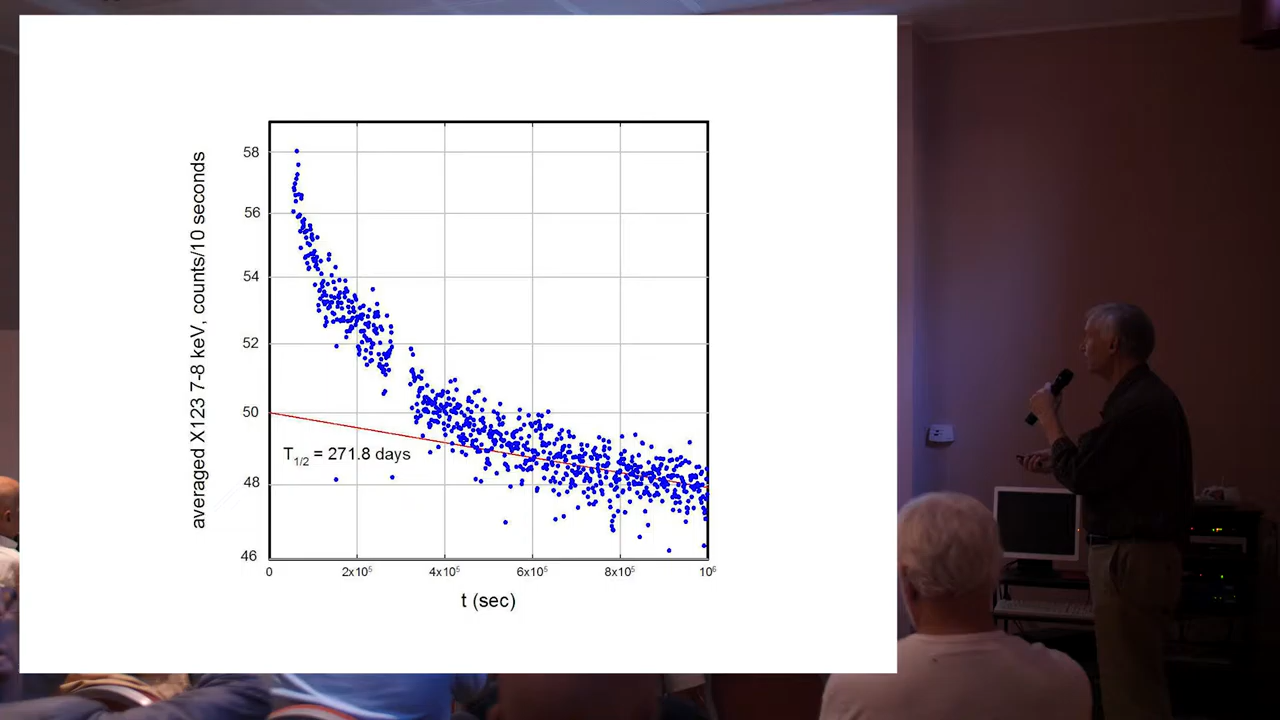 averaged X123 7-8 keV, counts/10 seconds
58
56
54
52
50
48
46
T1/2 = 271.8 days
0 2x10⁵ 4x10⁵ 6x10⁵ 8x10⁵ 10⁶
t (sec)